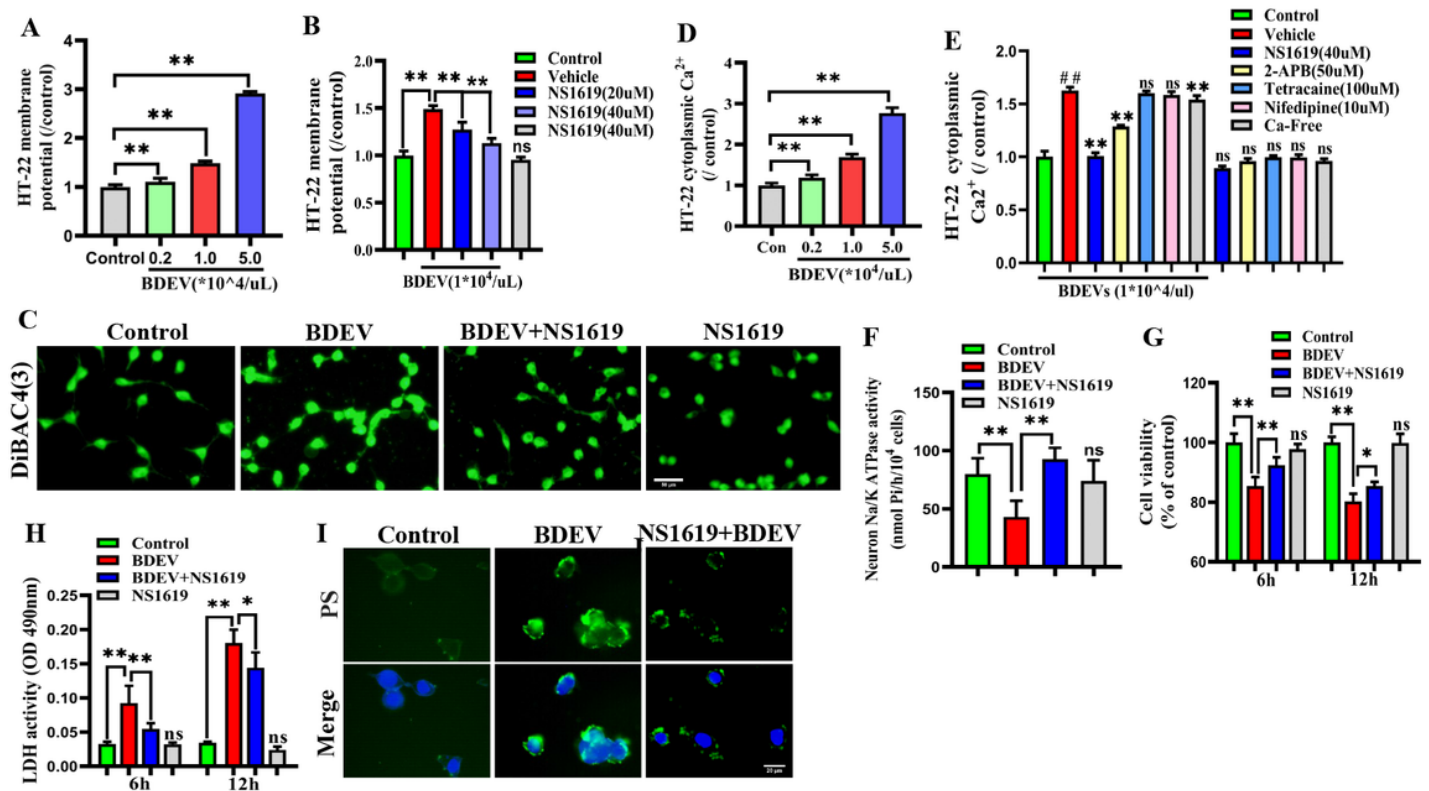 A
HT-22 membrane
potential (/control)
4
3
2
1
0
**
**
**
Control 0.2 1.0 5.0
BDEV(*10^4/uL)
B
HT-22 membrane
potential (/control)
2.0
1.5
1.0
0.5
0.0
** ** **
ns
BDEV(1*10⁴/uL)
Control
Vehicle
NS1619(20uM)
NS1619(40uM)
NS1619(40uM)
D
HT-22 cytoplasmic Ca²⁺
(/ control)
4
3
2
1
0
**
**
**
Con 0.2 1.0 5.0
BDEV(*10⁴/uL)
E
HT-22 cytoplasmic
Ca2⁺ (/ control)
2.0
1.5
1.0
0.5
0.0
Control
Vehicle
NS1619(40uM)
2-APB(50uM)
Tetracaine(100uM)
Nifedipine(10uM)
Ca-Free
## ** ** ns ns ** ns ns ns ns ns
BDEVs (1*10^4/ul)
C
Control BDEV BDEV+NS1619 NS1619
DiBAC4(3)
F
Control
BDEV
BDEV+NS1619
NS1619
Neuron Na/K ATPase activity
(nmol Pi/h/10⁴ cells)
150
100
50
0
** ** ns
G
Control
BDEV
BDEV+NS1619
NS1619
Cell viability
(% of control)
120
100
80
60
** ** ns ** * ns
6h 12h
H
Control
BDEV
BDEV+NS1619
NS1619
LDH activity (OD 490nm
0.25
0.20
0.15
0.10
0.05
0.00
** ** ns ** * ns
6h 12h
I
Control BDEV NS1619+BDEV
PS
Merge